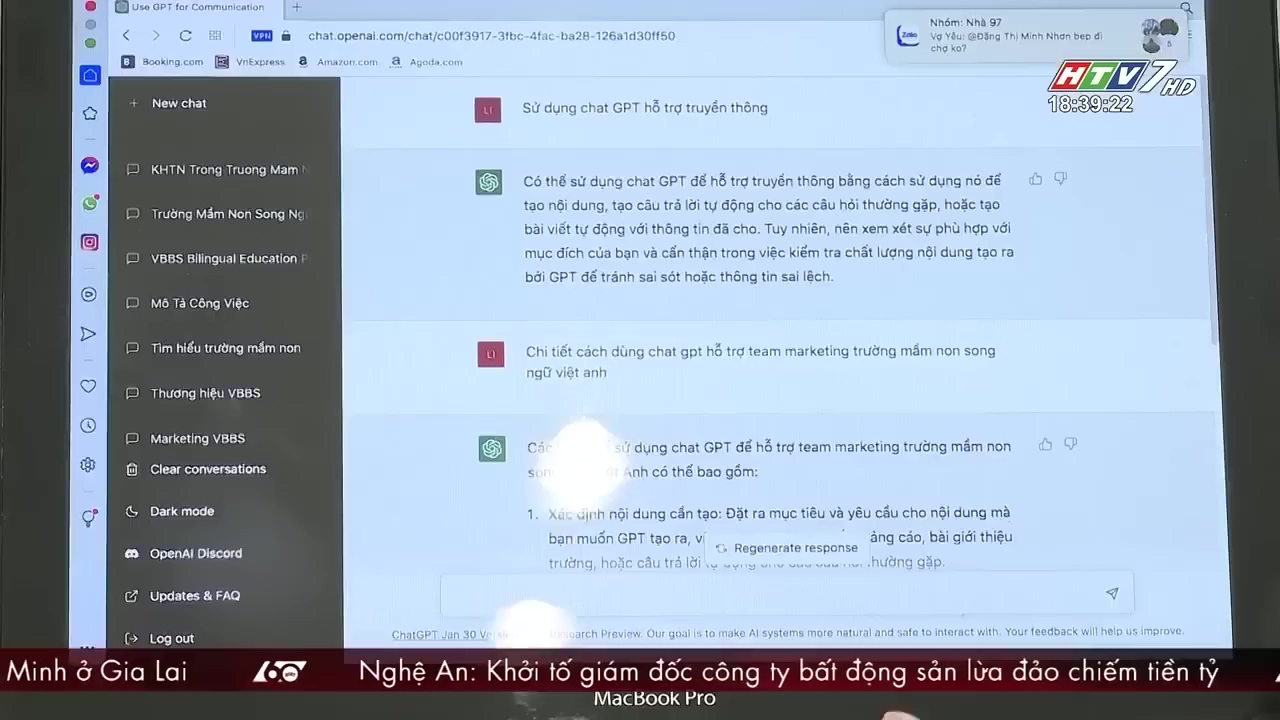 Use GPT for Communication
VPN
chat.openai.com/chat/c00f3917-3fbc-4fac-ba28-126a1d30ff50
Booking.com
VnExpress
Amazon.com
Agoda.com
Zalo
Nhóm: Nhà 97
Vợ Yêu: @Đặng Thị Minh Nhơn bep đi
chợ ko?
5
HTV7 HD
18:39:22
New chat
KHTN Trong Truong Mam
Trường Mầm Non Song Ng
VBBS Bilingual Education P
Mô Tả Công Việc
Tìm hiểu trường mầm non
Thương hiệu VBBS
Marketing VBBS
Clear conversations
Dark mode
OpenAI Discord
Updates & FAQ
Log out
LI
Sử dụng chat GPT hỗ trợ truyền thông
Có thể sử dụng chat GPT để hỗ trợ truyền thông bằng cách sử dụng nó để
tạo nội dung, tạo câu trả lời tự động cho các câu hỏi thường gặp, hoặc tạo
bài viết tự động với thông tin đã cho. Tuy nhiên, nên xem xét sự phù hợp với
mục đích của bạn và cẩn thận trong việc kiểm tra chất lượng nội dung tạo ra
bởi GPT để tránh sai sót hoặc thông tin sai lệch.
LI
Chi tiết cách dùng chat gpt hỗ trợ team marketing trường mầm non song
ngữ việt anh
sử dụng chat GPT để hỗ trợ team marketing trường mầm non
Anh có thể bao gồm:
1. Xác định nội dung cần tạo: Đặt ra mục tiêu và yêu cầu cho nội dung mà
bạn muốn GPT tạo ra, ảng cáo, bài giới thiệu
trường, hoặc câu trả lời tự động cho các câu hỏi thường gặp.
Regenerate response
ChatGPT Jan 30 Research Preview. Our goal is to make AI systems more natural and safe to interact with. Your feedback will help us improve.
Minh ở Gia Lai 60 Nghệ An: Khởi tố giám đốc công ty bất động sản lừa đảo chiếm tiền tỷ
MacBook Pro